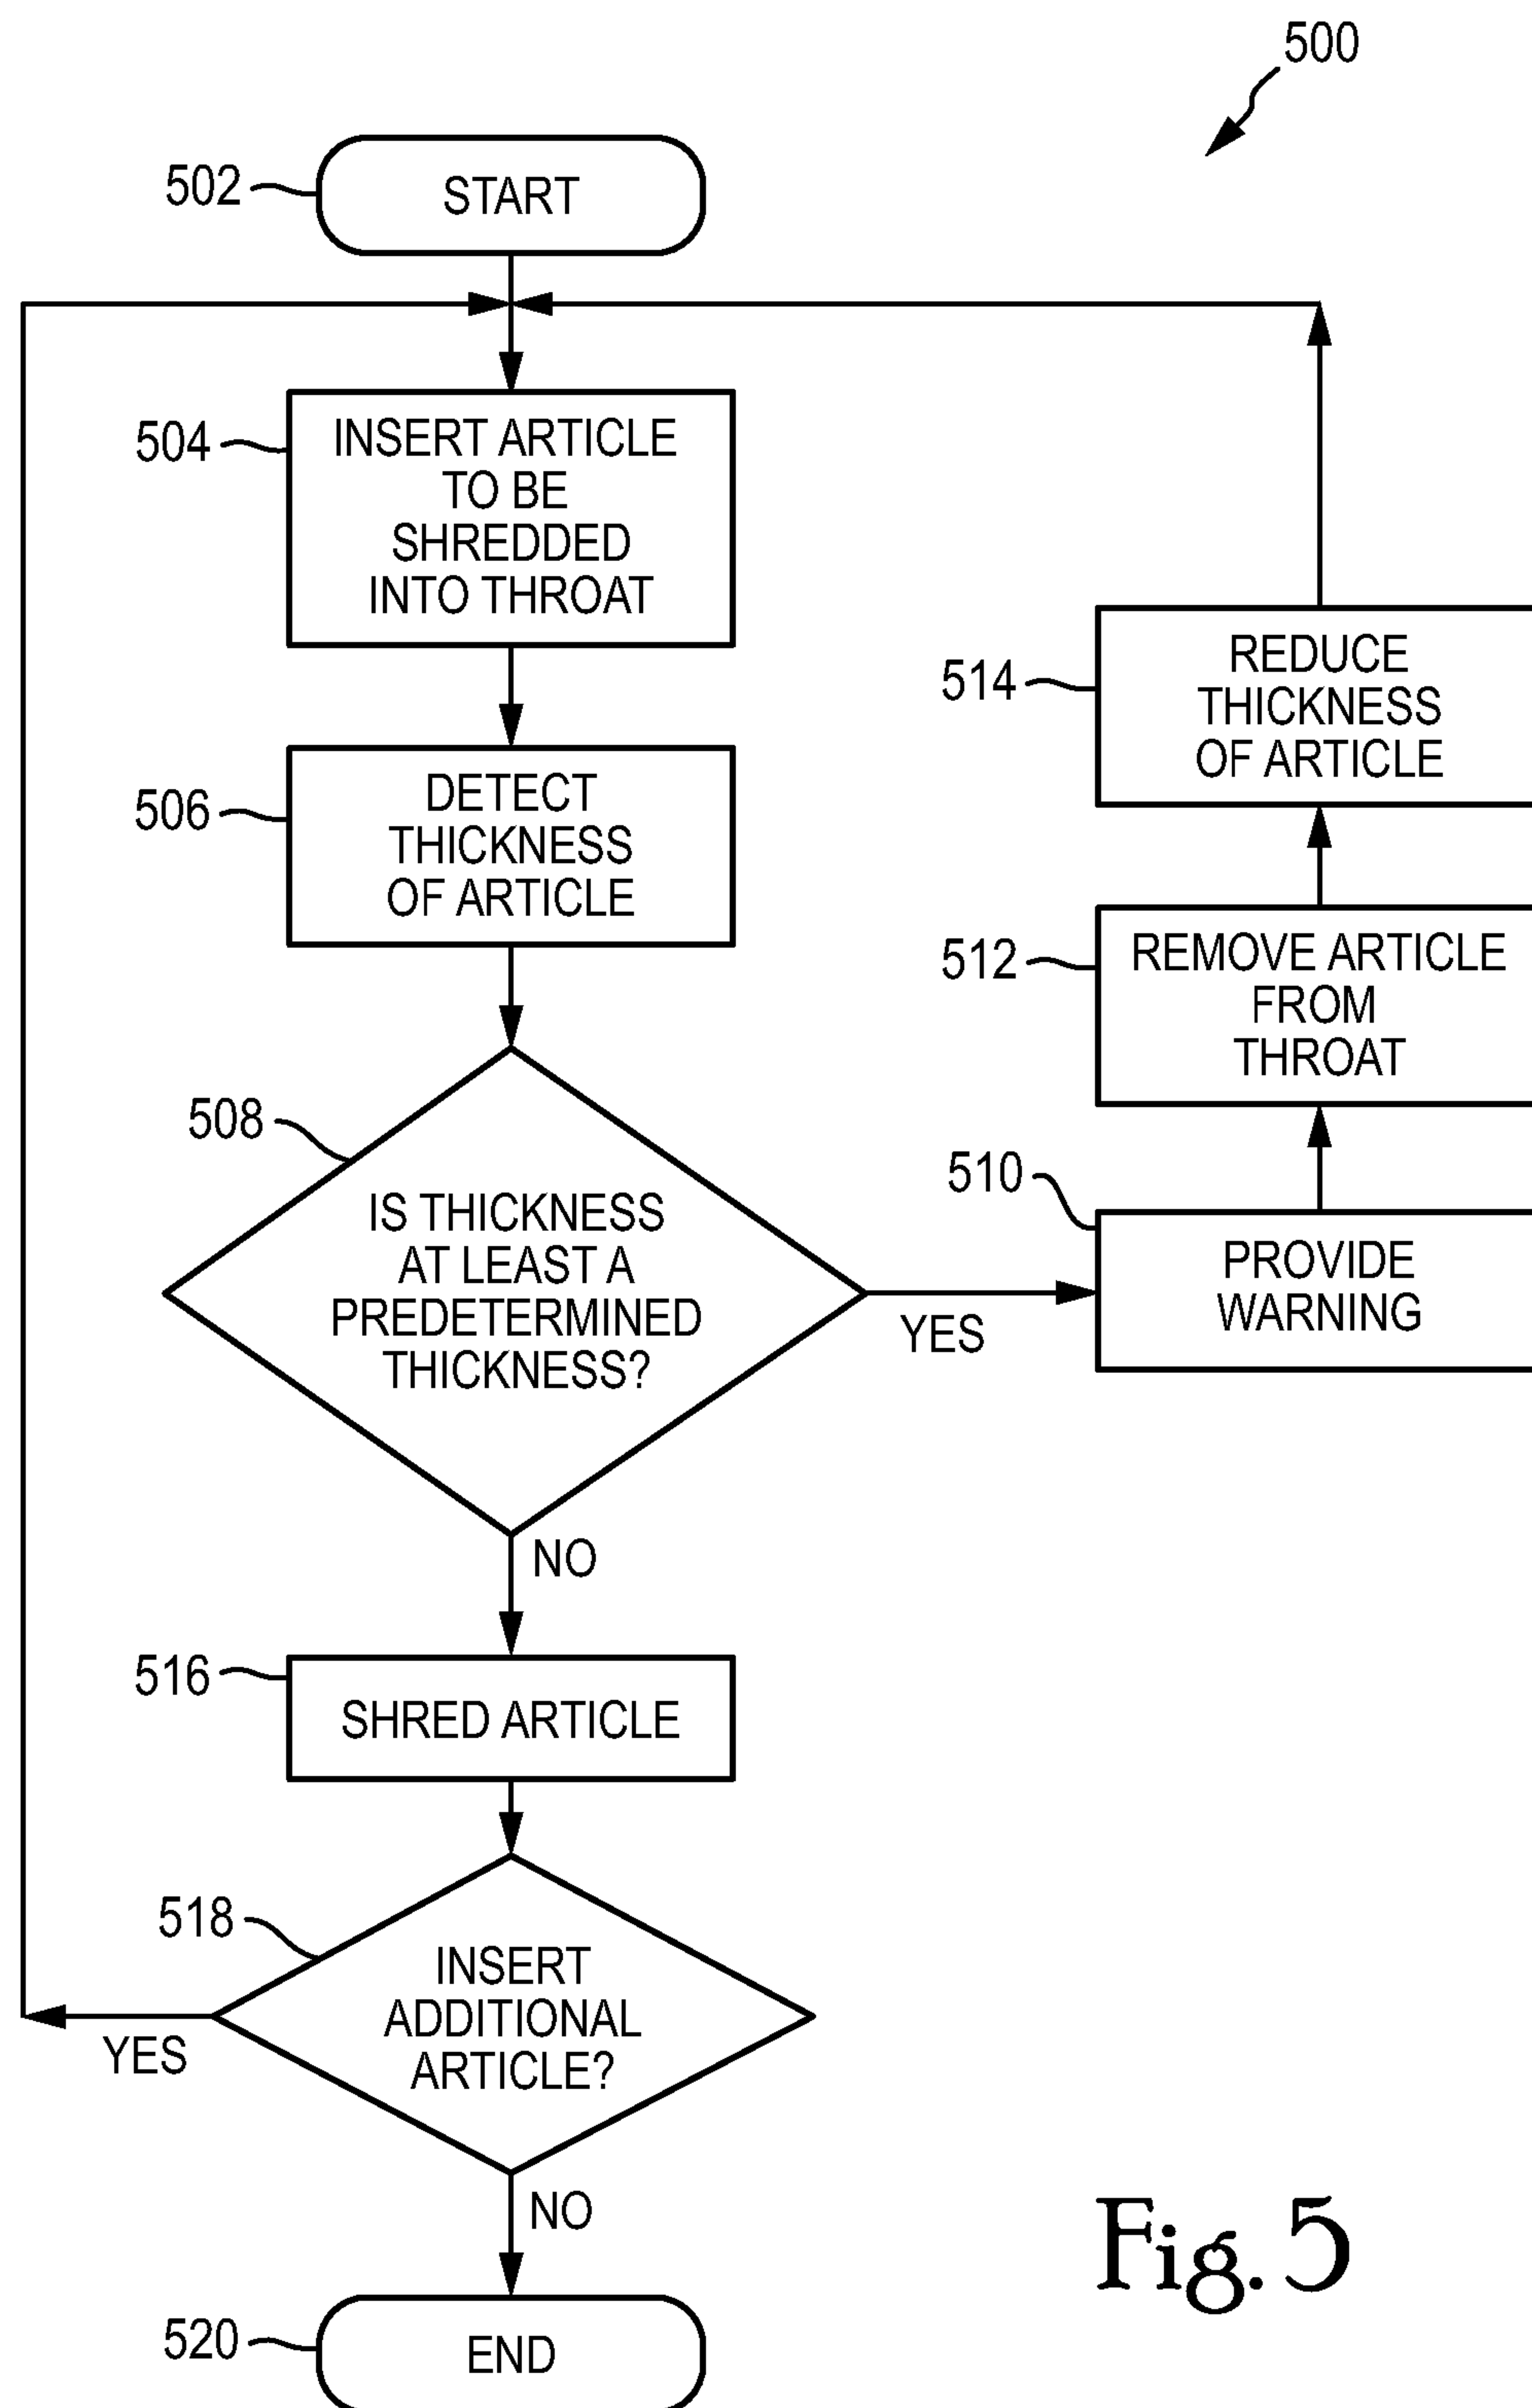 500
502
START
504
INSERT ARTICLE
TO BE
SHREDDED
INTO THROAT
506
DETECT
THICKNESS
OF ARTICLE
508
IS THICKNESS
AT LEAST A
PREDETERMINED
THICKNESS?
YES
NO
510
PROVIDE
WARNING
512
REMOVE ARTICLE
FROM
THROAT
514
REDUCE
THICKNESS
OF ARTICLE
516
SHRED ARTICLE
518
INSERT
ADDITIONAL
ARTICLE?
YES
NO
520
END
Fig. 5